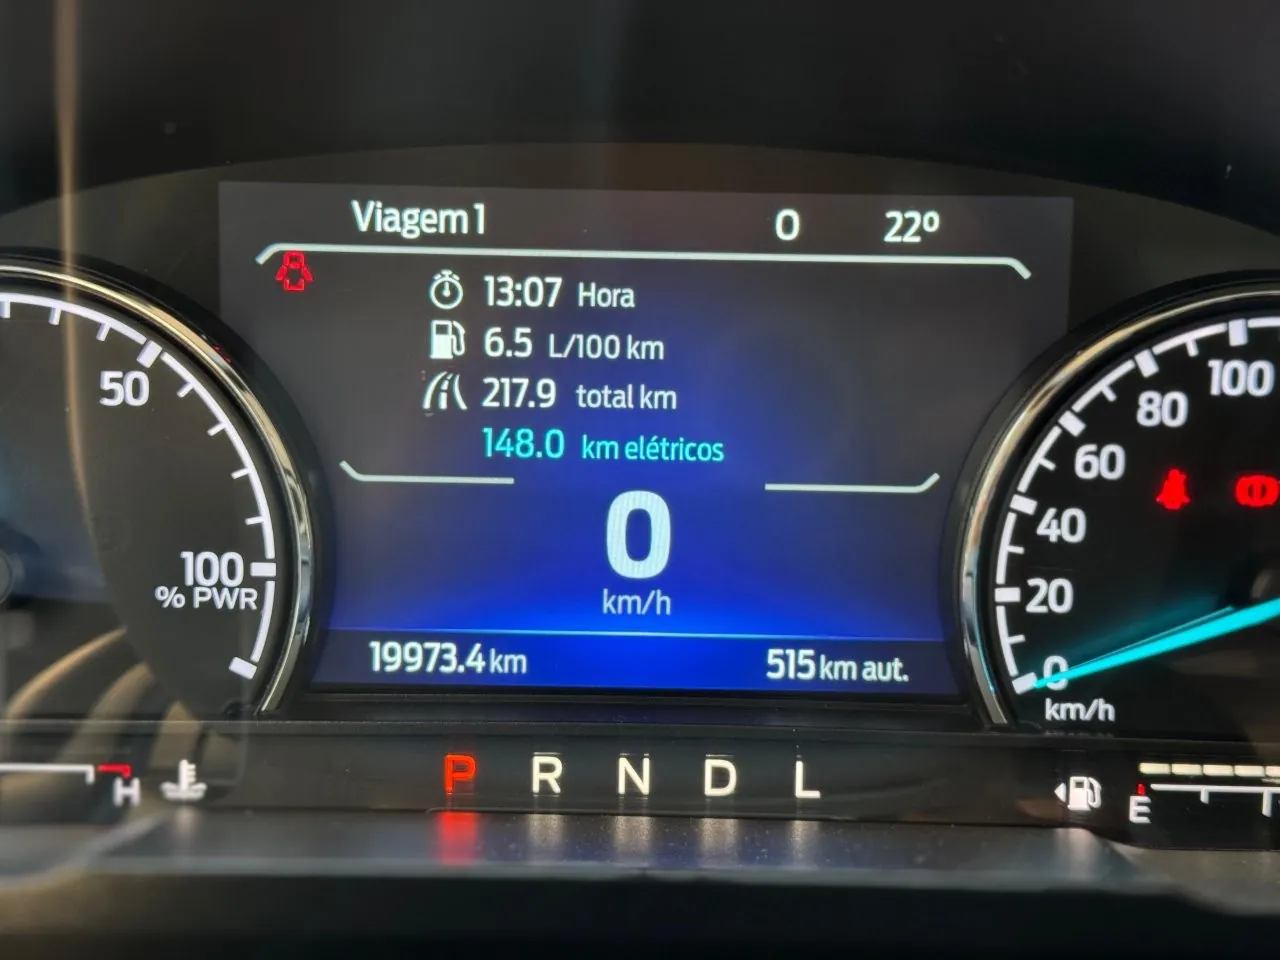 Viagem 1 0 22º
13:07 Hora
6.5 L/100 km
217.9 total km
148.0 km elétricos
0
km/h
19973.4 km 515 km aut.
50
100
% PWR
100
80
60
40
20
0
km/h
H
P R N D L
E